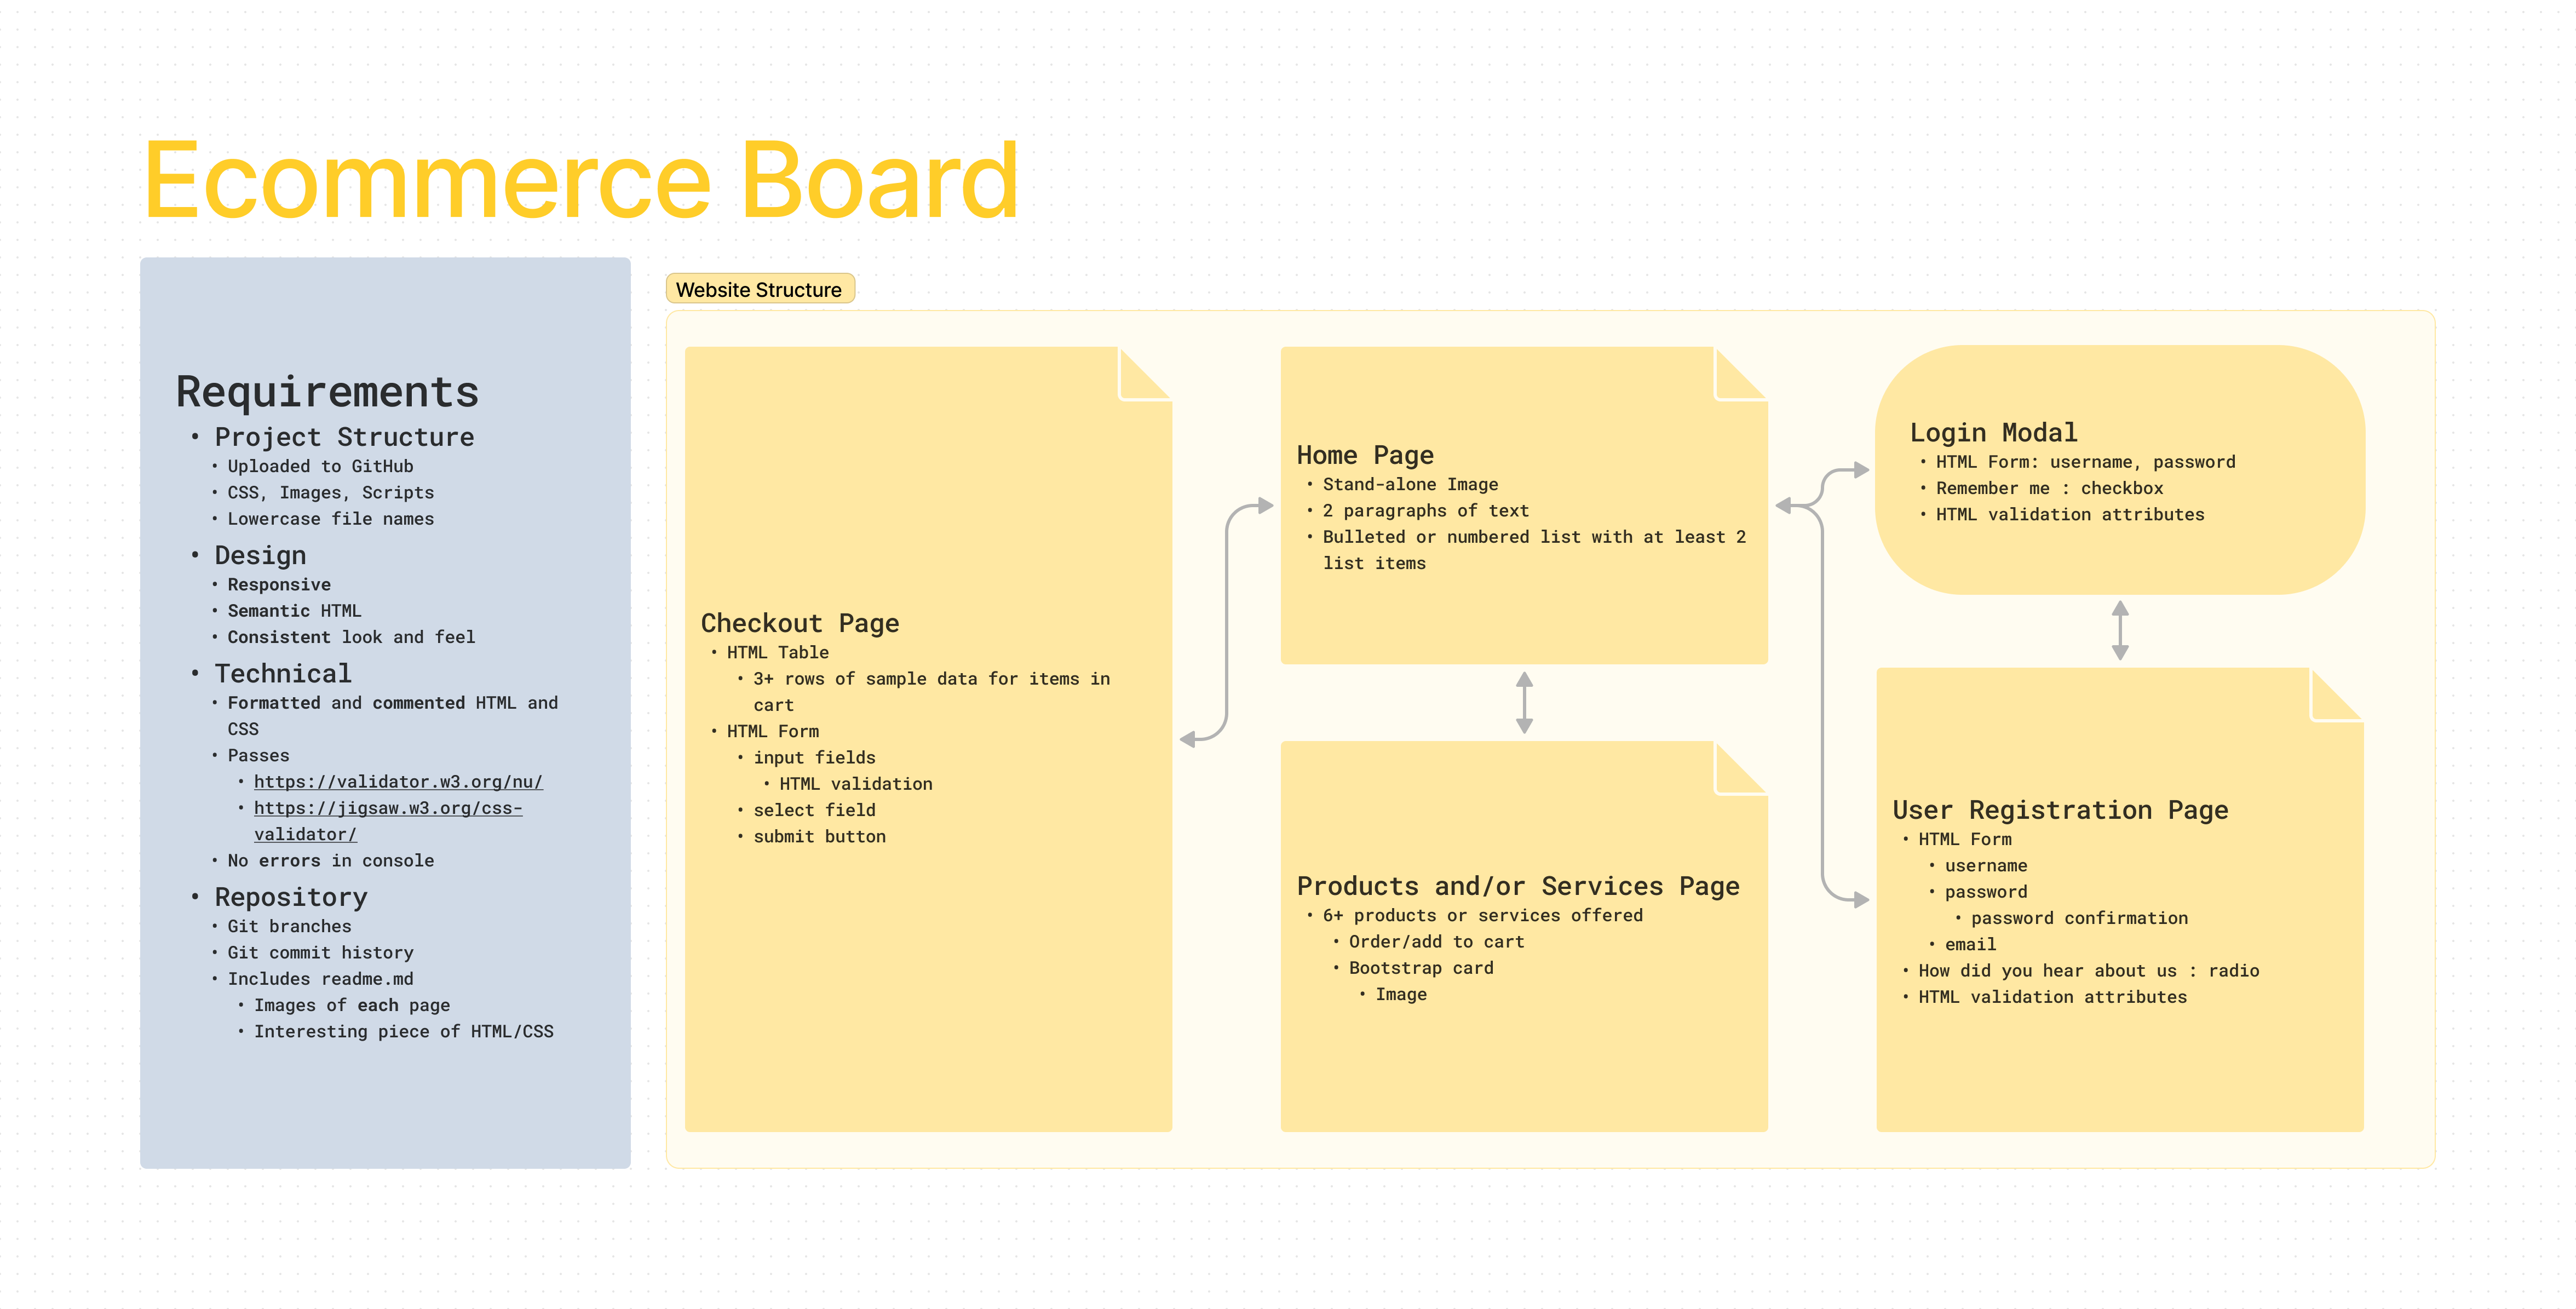 Ecommerce Board
Requirements
• Project Structure
• Uploaded to GitHub
• CSS, Images, Scripts
• Lowercase file names
• Design
• Responsive
• Semantic HTML
• Consistent look and feel
• Technical
• Formatted and commented HTML and
CSS
• Passes
• https://validator.w3.org/nu/
• https://jigsaw.w3.org/css-
validator/
• No errors in console
• Repository
• Git branches
• Git commit history
• Includes readme.md
• Images of each page
• Interesting piece of HTML/CSS
Website Structure
Checkout Page
• HTML Table
• 3+ rows of sample data for items in
cart
• HTML Form
• input fields
• HTML validation
• select field
• submit button
Home Page
• Stand-alone Image
• 2 paragraphs of text
• Bulleted or numbered list with at least 2
list items
Products and/or Services Page
• 6+ products or services offered
• Order/add to cart
• Bootstrap card
• Image
Login Modal
• HTML Form: username, password
• Remember me : checkbox
• HTML validation attributes
User Registration Page
• HTML Form
• username
• password
• password confirmation
• email
• How did you hear about us : radio
• HTML validation attributes